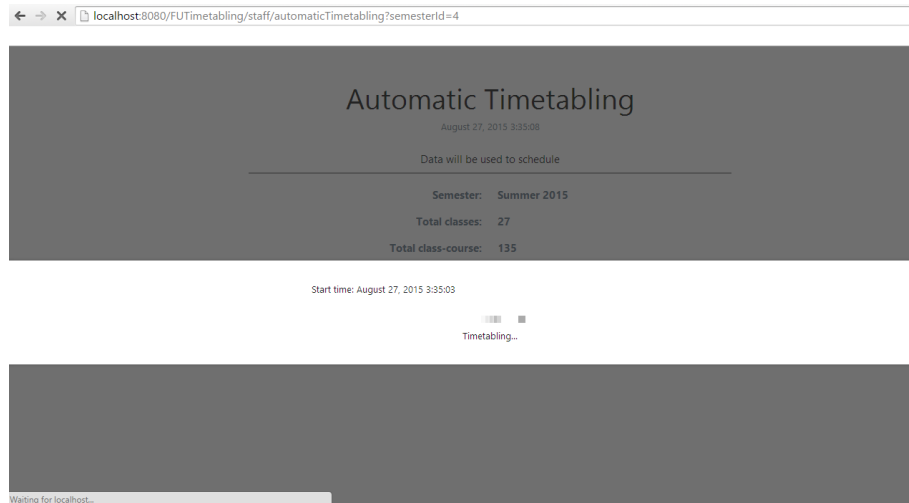 localhost:8080/FUTimetabling/staff/automaticTimetabling?semesterId=4
Automatic Timetabling
August 27, 2015 3:35:08
Data will be used to schedule
Semester: Summer 2015
Total classes: 27
Total class-course: 135
Start time: August 27, 2015 3:35:03
Timetabling...
Waiting for localhost...